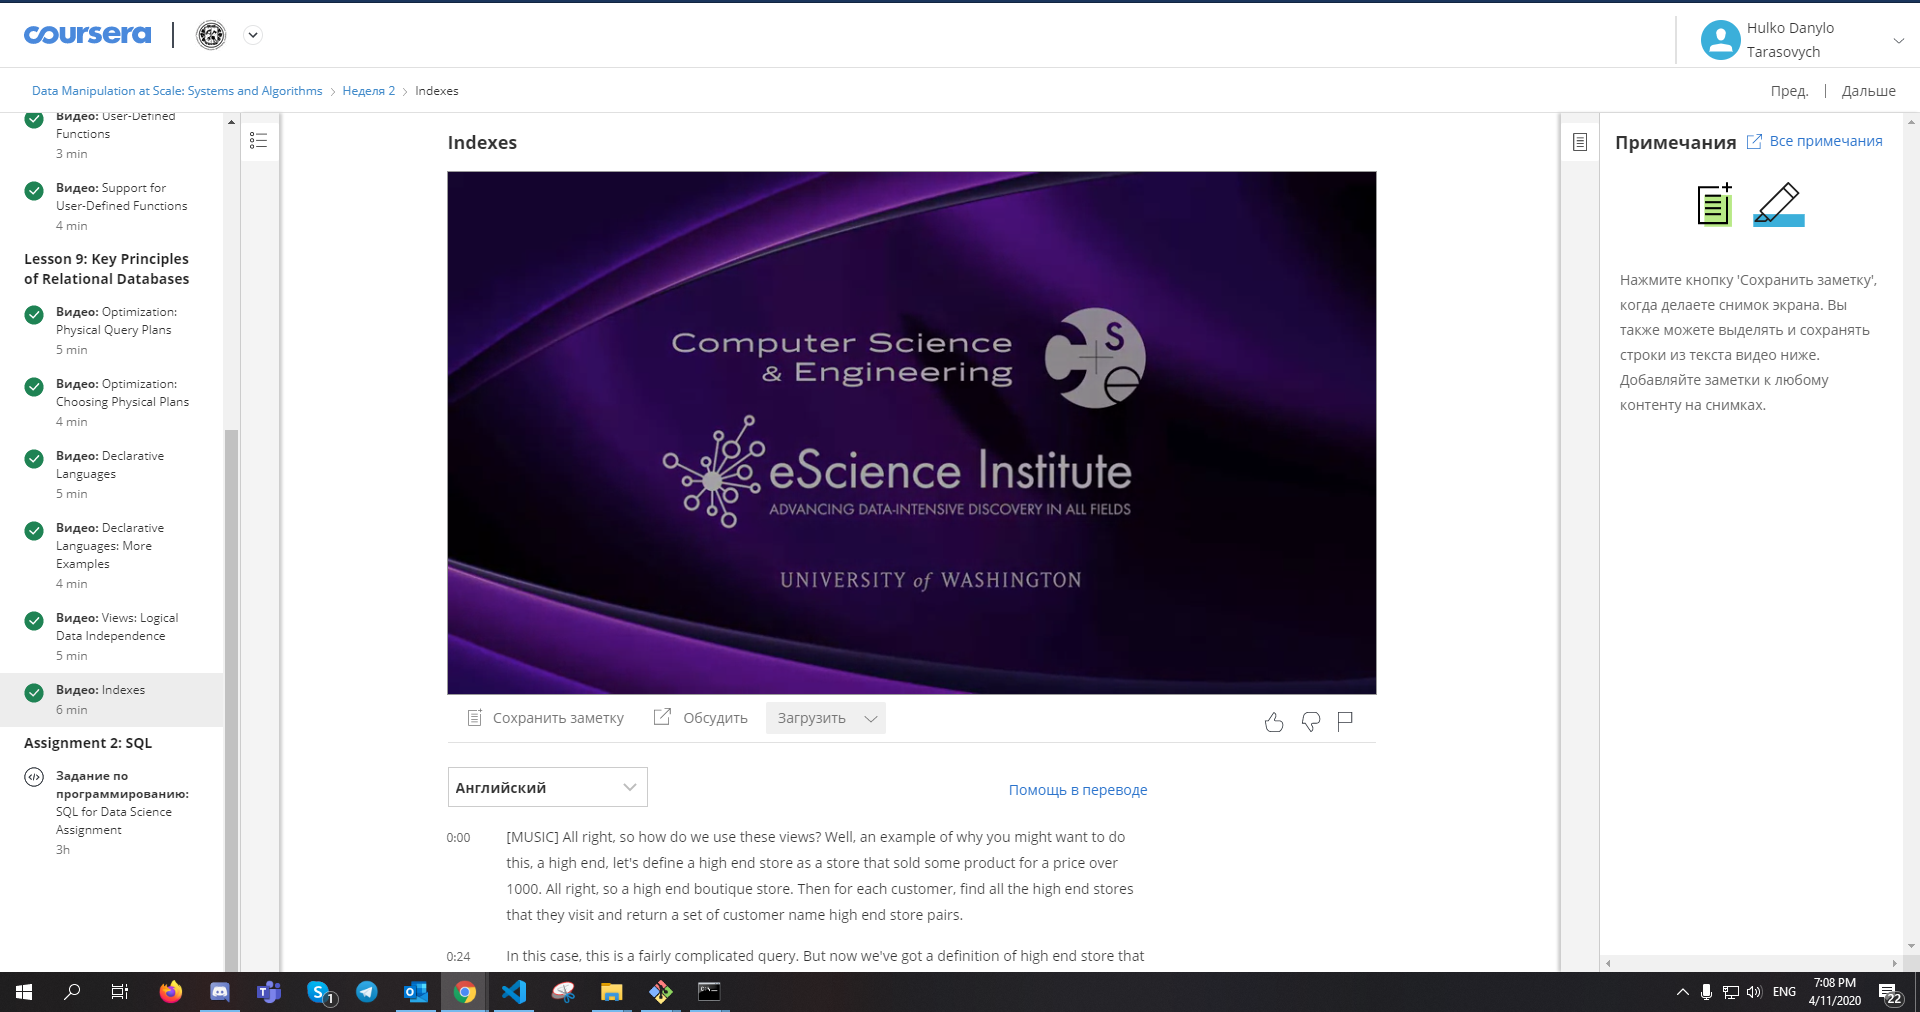 coursera
Hulko Danylo
Tarasovych
Data Manipulation at Scale: Systems and Algorithms > Неделя 2 > Indexes
Пред. | Дальше
Видео: User-Defined
Functions
3 min
Видео: Support for
User-Defined Functions
4 min
Lesson 9: Key Principles
of Relational Databases
Видео: Optimization:
Physical Query Plans
5 min
Видео: Optimization:
Choosing Physical Plans
4 min
Видео: Declarative
Languages
5 min
Видео: Declarative
Languages: More
Examples
4 min
Видео: Views: Logical
Data Independence
5 min
Видео: Indexes
6 min
Assignment 2: SQL
Задание по
программированию:
SQL for Data Science
Assignment
3h
Indexes
Computer Science
& Engineering
cse
eScience Institute
ADVANCING DATA-INTENSIVE DISCOVERY IN ALL FIELDS
UNIVERSITY of WASHINGTON
Сохранить заметку
Обсудить
Загрузить
Английский
Помощь в переводе
0:00
[MUSIC] All right, so how do we use these views? Well, an example of why you might want to do
this, a high end, let's define a high end store as a store that sold some product for a price over
1000. All right, so a high end boutique store. Then for each customer, find all the high end stores
that they visit and return a set of customer name high end store pairs.
0:24
In this case, this is a fairly complicated query. But now we've got a definition of high end store that
Примечания
Все примечания
Нажмите кнопку 'Сохранить заметку',
когда делаете снимок экрана. Вы
также можете выделять и сохранять
строки из текста видео ниже.
Добавляйте заметки к любому
контенту на снимках.
1
ENG
7:08 PM
4/11/2020
22